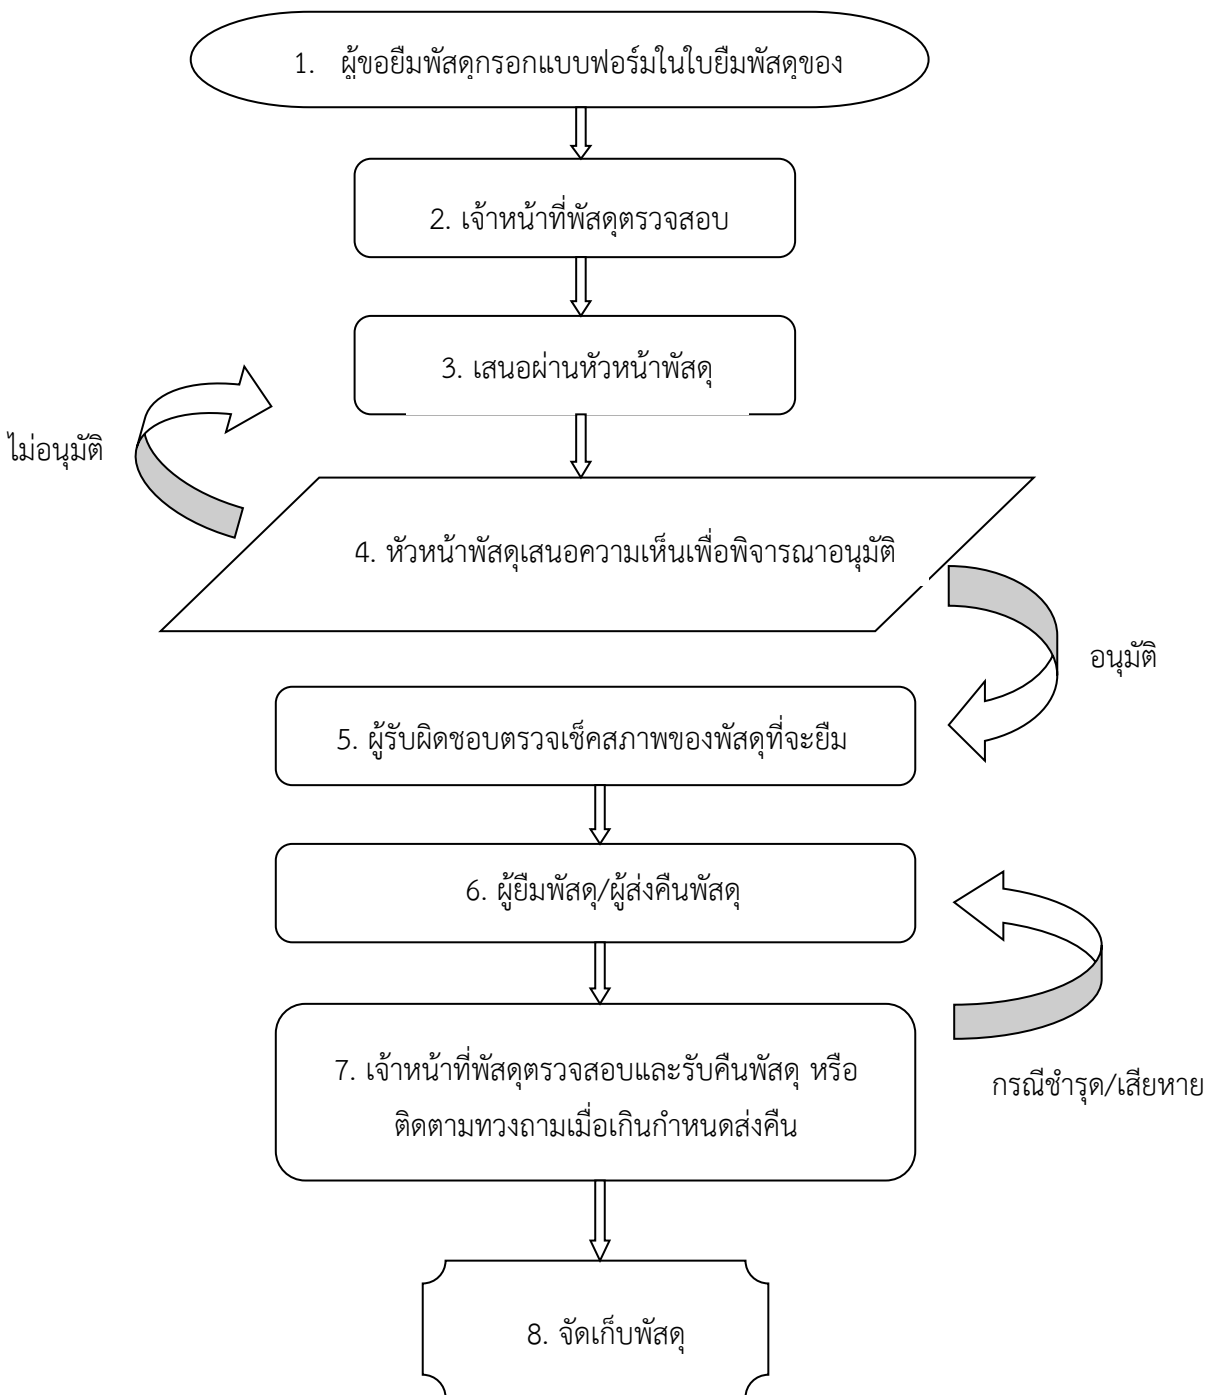 1. ผู้ขอยืมพัสดุกรอกแบบฟอร์มในใบยืมพัสดุของ
2. เจ้าหน้าที่พัสดุตรวจสอบ
3. เสนอผ่านหัวหน้าพัสดุ
ไม่อนุมัติ
4. หัวหน้าพัสดุเสนอความเห็นเพื่อพิจารณาอนุมัติ
อนุมัติ
5. ผู้รับผิดชอบตรวจเช็คสภาพของพัสดุที่จะยืม
6. ผู้ยืมพัสดุ/ผู้ส่งคืนพัสดุ
7. เจ้าหน้าที่พัสดุตรวจสอบและรับคืนพัสดุ หรือ
ติดตามทวงถามเมื่อเกินกำหนดส่งคืน
กรณีชำรุด/เสียหาย
8. จัดเก็บพัสดุ